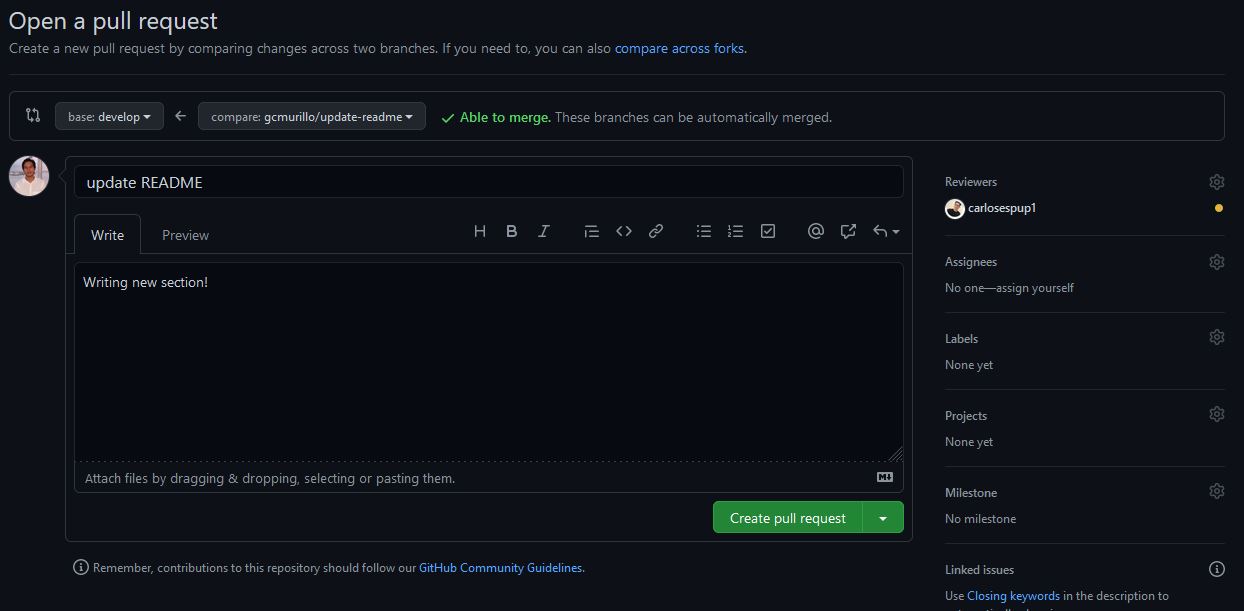 Open a pull request
Create a new pull request by comparing changes across two branches. If you need to, you can also compare across forks.
base: develop
compare: gcmurillo/update-readme
Able to merge. These branches can be automatically merged.
update README
Write
Preview
Writing new section!
Attach files by dragging & dropping, selecting or pasting them.
Create pull request
Remember, contributions to this repository should follow our GitHub Community Guidelines.
Reviewers
carlosespup1
Assignees
No one—assign yourself
Labels
None yet
Projects
None yet
Milestone
No milestone
Linked issues
Use Closing keywords in the description to